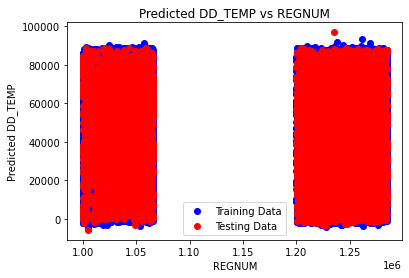 Predicted DD_TEMP vs REGNUM
Predicted DD_TEMP
100000
80000
60000
40000
20000
0
Training Data
Testing Data
1.00
1.05
1.10
1.15
1.20
1.25
1e6
REGNUM